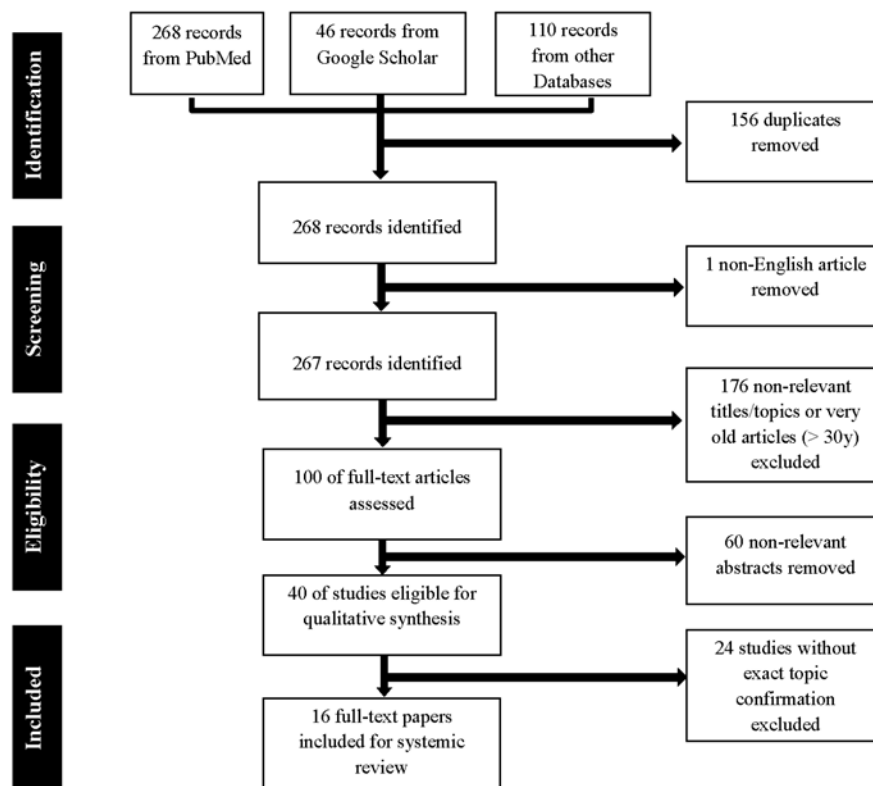 268 records
from PubMed
46 records from
Google Scholar
110 records
from other
Databases
Identification
156 duplicates
removed
268 records identified
Screening
1 non-English article
removed
267 records identified
176 non-relevant
titles/topics or very
old articles (> 30y)
excluded
Eligibility
100 of full-text articles
assessed
60 non-relevant
abstracts removed
40 of studies eligible for
qualitative synthesis
Included
24 studies without
exact topic
confirmation
excluded
16 full-text papers
included for systemic
review